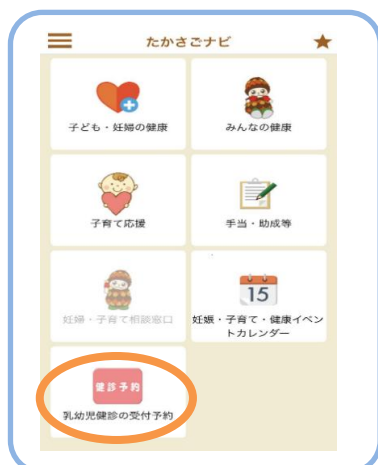 たかさごナビ
子ども・妊婦の健康
みんなの健康
子育て応援
手当・助成等
妊婦・子育て相談窓口
15
妊娠・子育て・健康イベン
トカレンダー
健診予約
乳幼児健診の受付予約